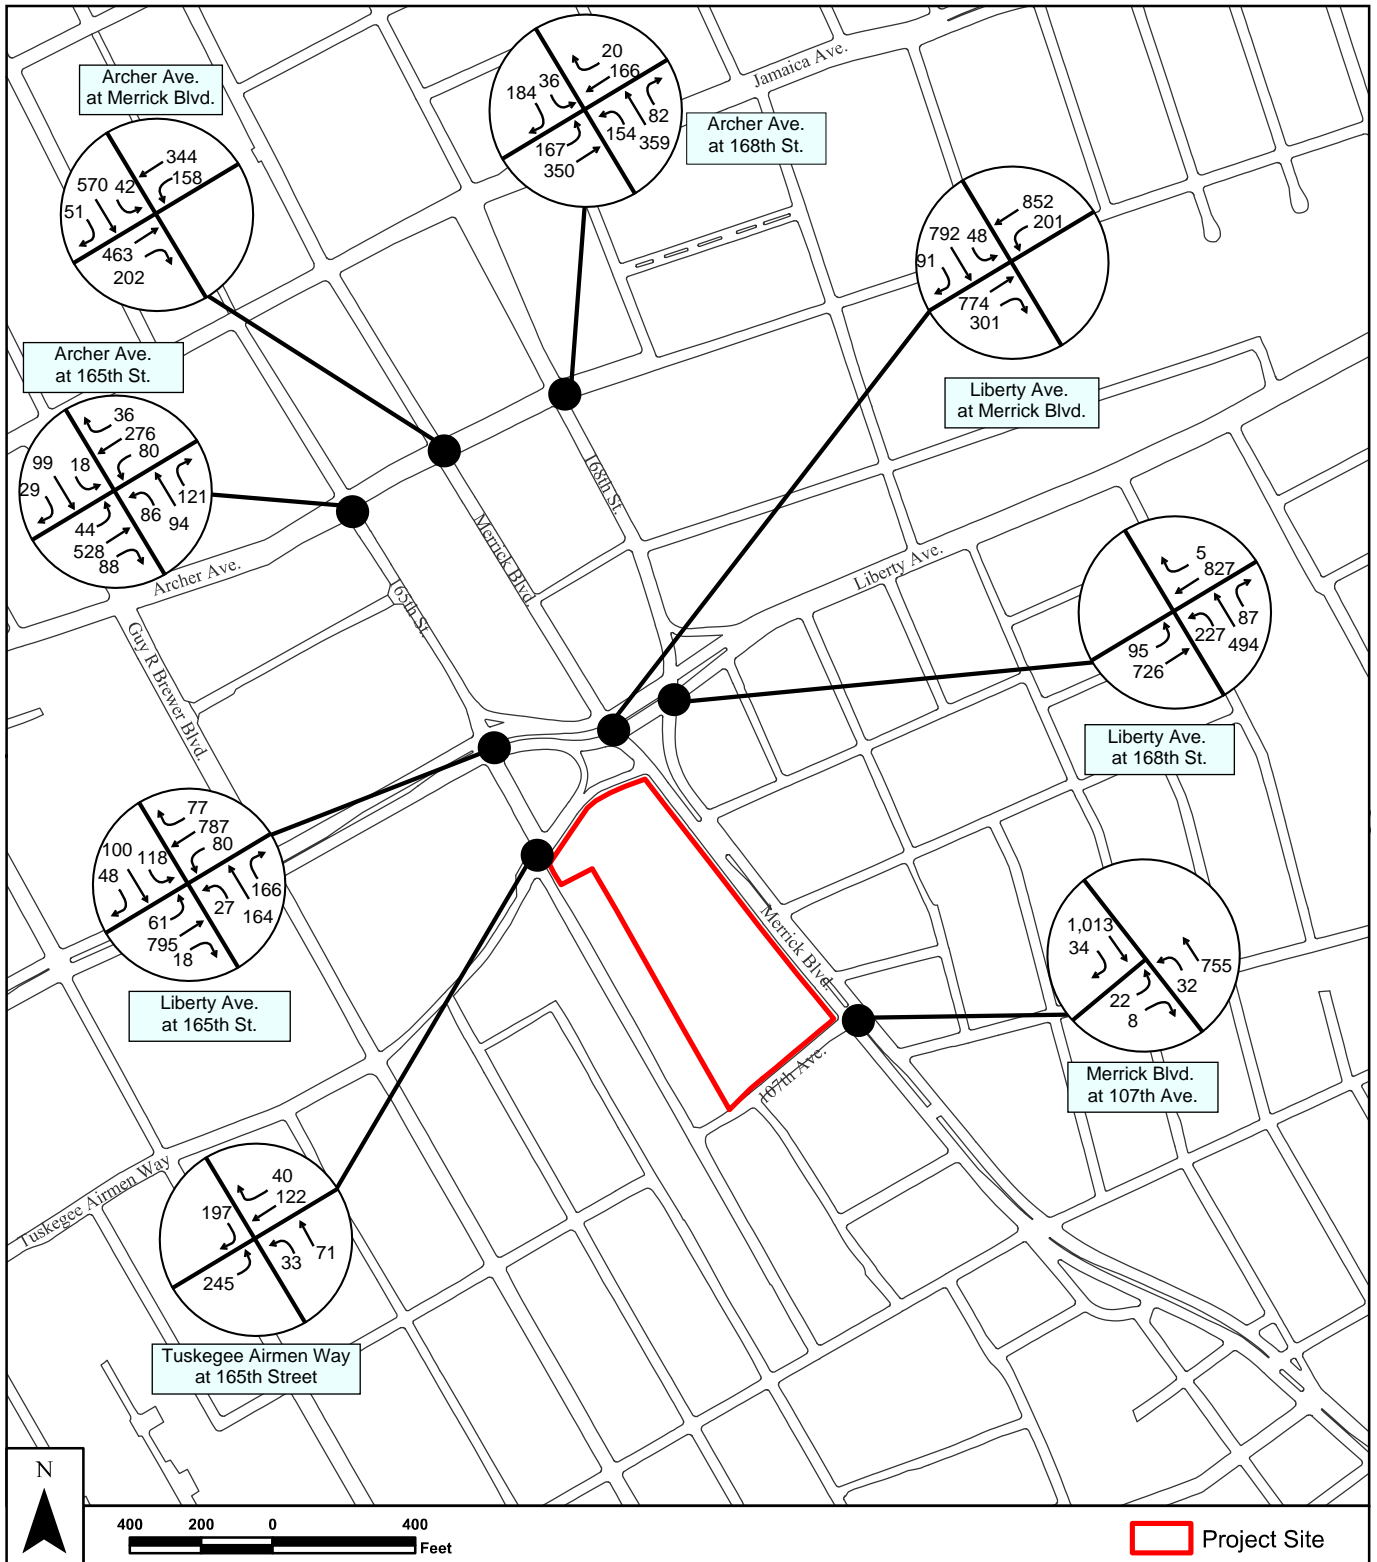 Archer Ave.
at Merrick Blvd.
344
158
570
42
51
463
202
20
166
36
184
82
154
359
167
350
Archer Ave.
at 168th St.
Jamaica Ave.
852
201
792
48
91
774
301
Liberty Ave.
at Merrick Blvd.
Archer Ave.
at 165th St.
36
276
80
99
18
29
121
86
94
44
528
88
Archer Ave.
168th St.
Merrick Blvd.
165th St.
Guy R Brewer Blvd.
Liberty Ave.
5
827
87
227
494
95
726
Liberty Ave.
at 168th St.
77
787
80
100
118
48
166
27
164
61
795
18
Liberty Ave.
at 165th St.
Merrick Blvd.
107th Ave.
1,013
34
755
32
22
8
Merrick Blvd.
at 107th Ave.
Tuskegee Airmen Way
40
122
197
71
33
245
Tuskegee Airmen Way
at 165th Street
N
400 200 0 400
Feet
Project Site